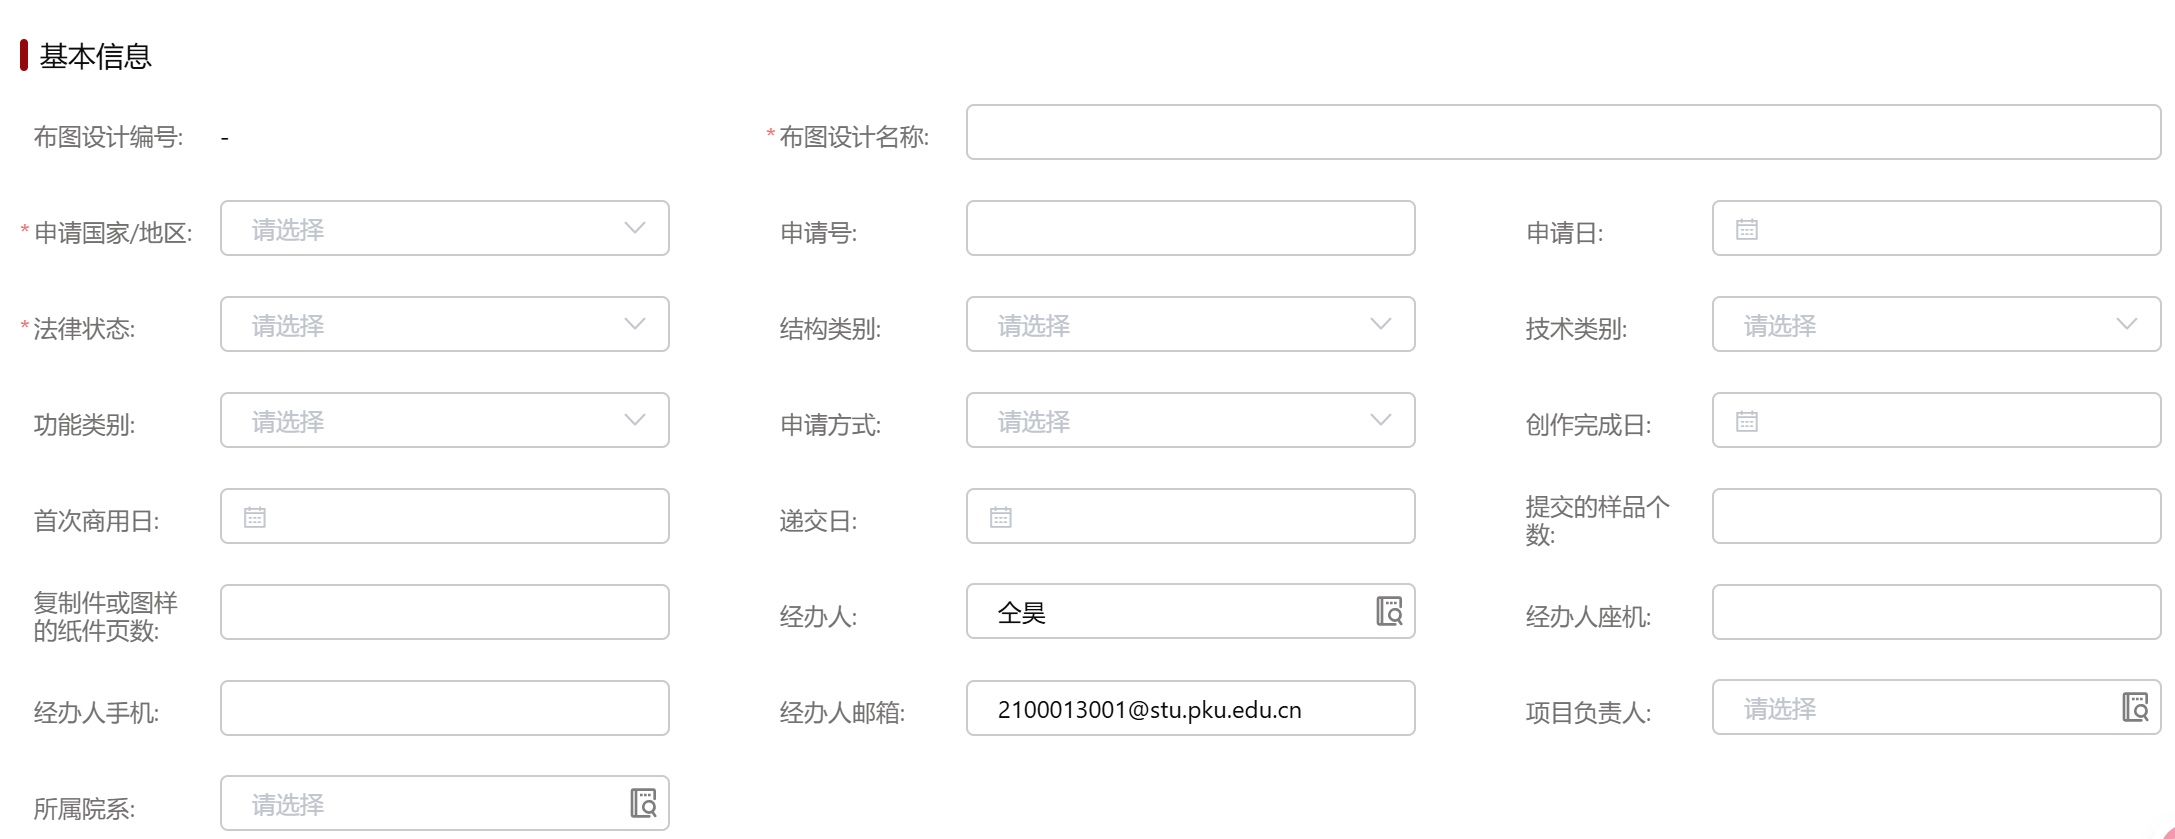 基本信息
布图设计编号: -
*布图设计名称:
*申请国家/地区: 请选择
申请号:
申请日:
*法律状态: 请选择
结构类别: 请选择
技术类别: 请选择
功能类别: 请选择
申请方式: 请选择
创作完成日:
首次商用日:
递交日:
提交的样品个
数:
复制件或图样
的纸件页数:
经办人: 仝昊
经办人座机:
经办人手机:
经办人邮箱: 2100013001@stu.pku.edu.cn
项目负责人: 请选择
所属院系: 请选择